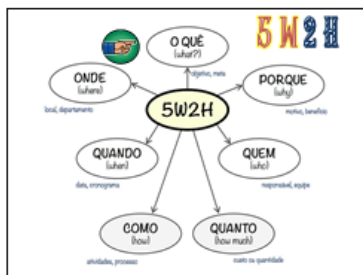 5W2H
O QUÊ
(what?)
objetivo, meta
ONDE
(where)
local, departamento
PORQUE
(why)
motivo, benefício
5W2H
QUANDO
(when)
data, cronograma
QUEM
(who)
responsável, equipe
COMO
(how)
atividades, processo
QUANTO
(how much)
custo ou quantidade